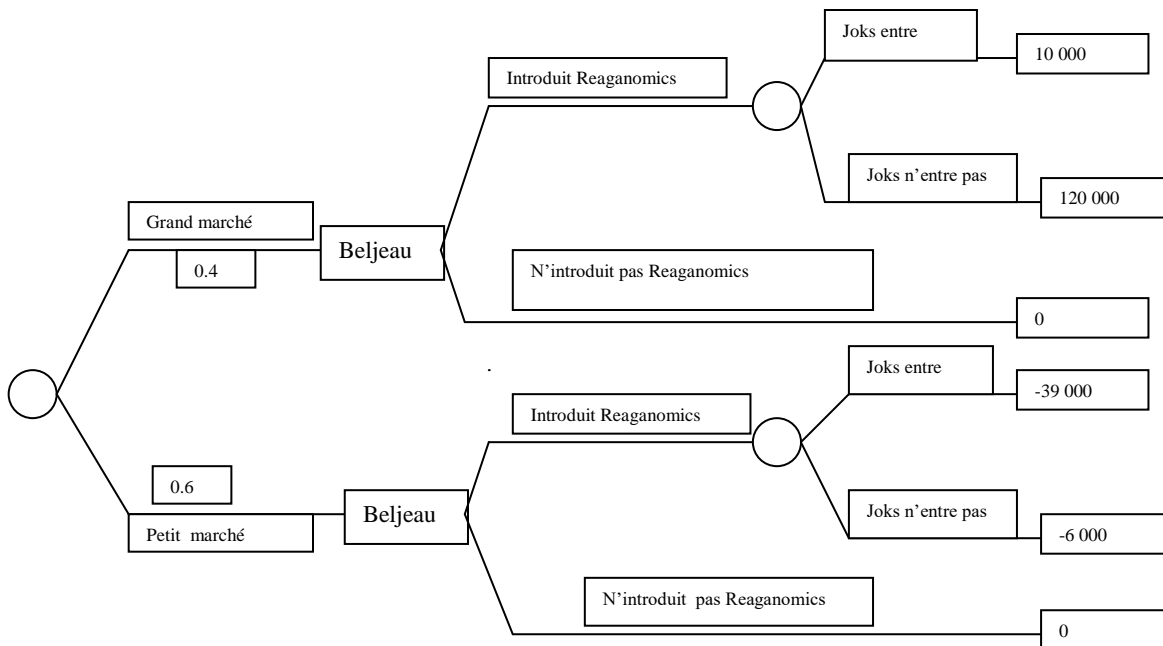 Joks entre
10 000
Introduit Reaganomics
Joks n’entre pas
120 000
Grand marché
0.4
Beljeau
N’introduit pas Reaganomics
0
Joks entre
-39 000
Introduit Reaganomics
0.6
Petit marché
Beljeau
Joks n’entre pas
-6 000
N’introduit pas Reaganomics
0